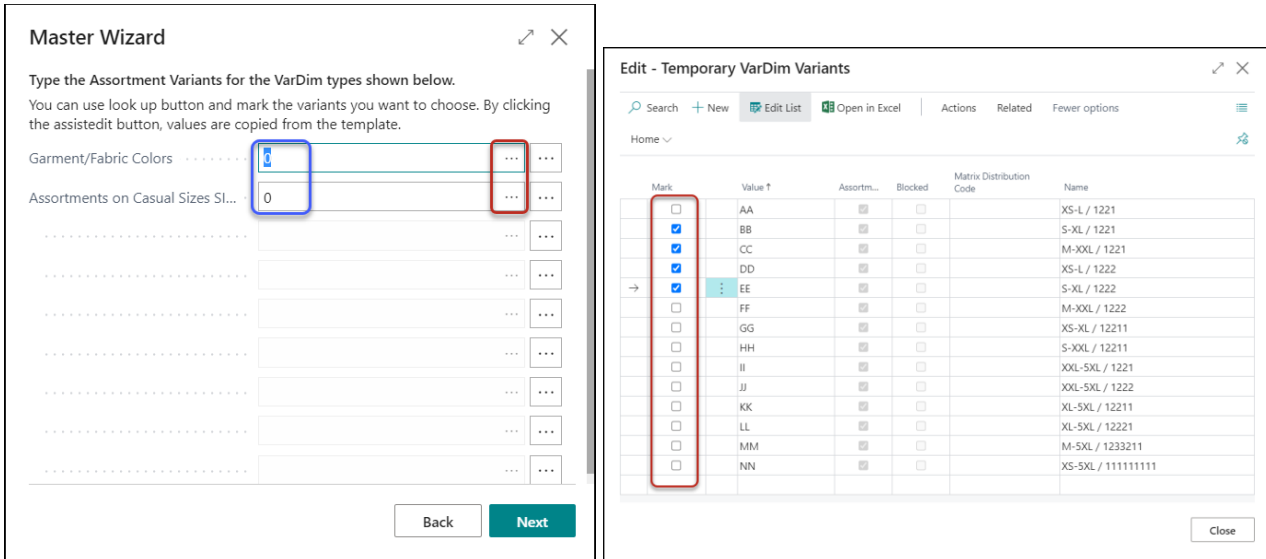 Master Wizard
Type the Assortment Variants for the VarDim types shown below.
You can use look up button and mark the variants you want to choose. By clicking
the assistedit button, values are copied from the template.
Garment/Fabric Colors 0 ... ...
Assortments on Casual Sizes Sl... 0 ... ...
... ...
... ...
... ...
... ...
... ...
... ...
... ...
Back Next
Edit - Temporary VarDim Variants
Search New Edit List Open in Excel Actions Related Fewer options
Home
Matrix Distribution
Mark Value ↑ Assortm... Blocked Code Name
AA XS-L / 1221
BB S-XL / 1221
CC M-XXL / 1221
DD XS-L / 1222
EE S-XL / 1222
FF M-XXL / 1222
GG XS-XL / 12211
HH S-XXL / 12211
II XXL-5XL / 1221
JJ XXL-5XL / 1222
KK XL-5XL / 12211
LL XL-5XL / 12221
MM M-5XL / 1233211
NN XS-5XL / 111111111
Close